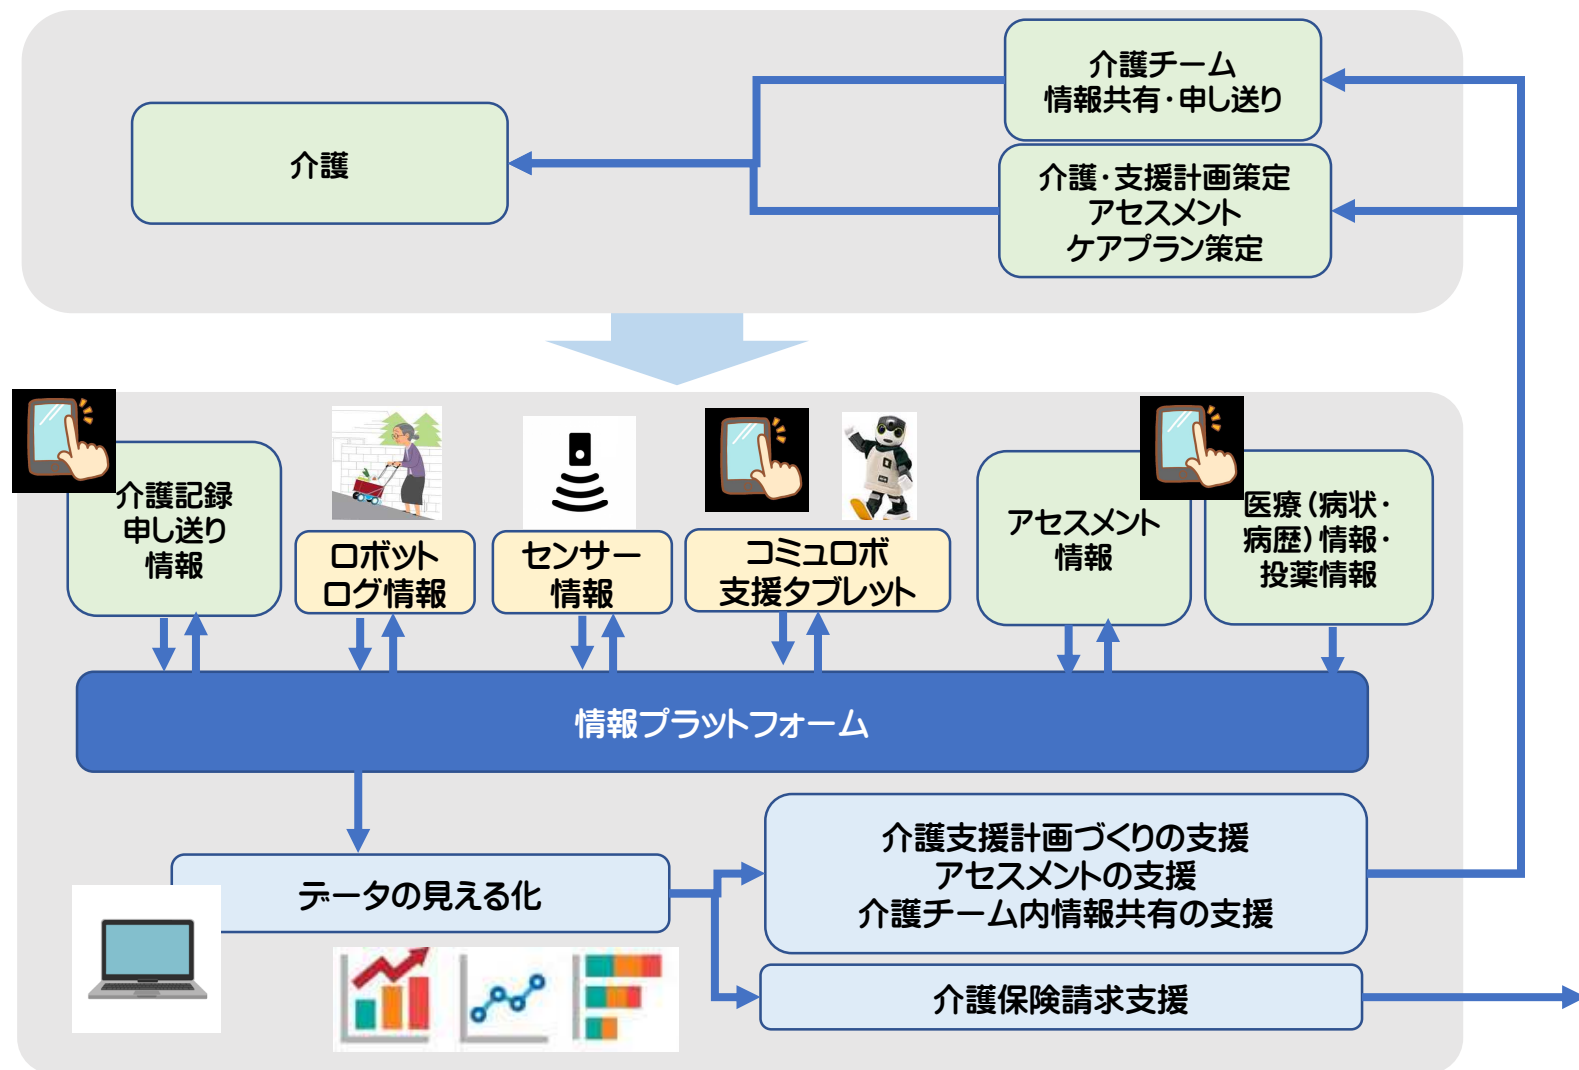 介護チーム
情報共有・申し送り
介護
介護・支援計画策定
アセスメント
ケアプラン策定
介護記録
申し送り
情報
ロボット
ログ情報
センサー
情報
コミュロボ
支援タブレット
アセスメント
情報
医療（病状・
病歴）情報・
投薬情報
情報プラットフォーム
データの見える化
介護支援計画づくりの支援
アセスメントの支援
介護チーム内情報共有の支援
介護保険請求支援